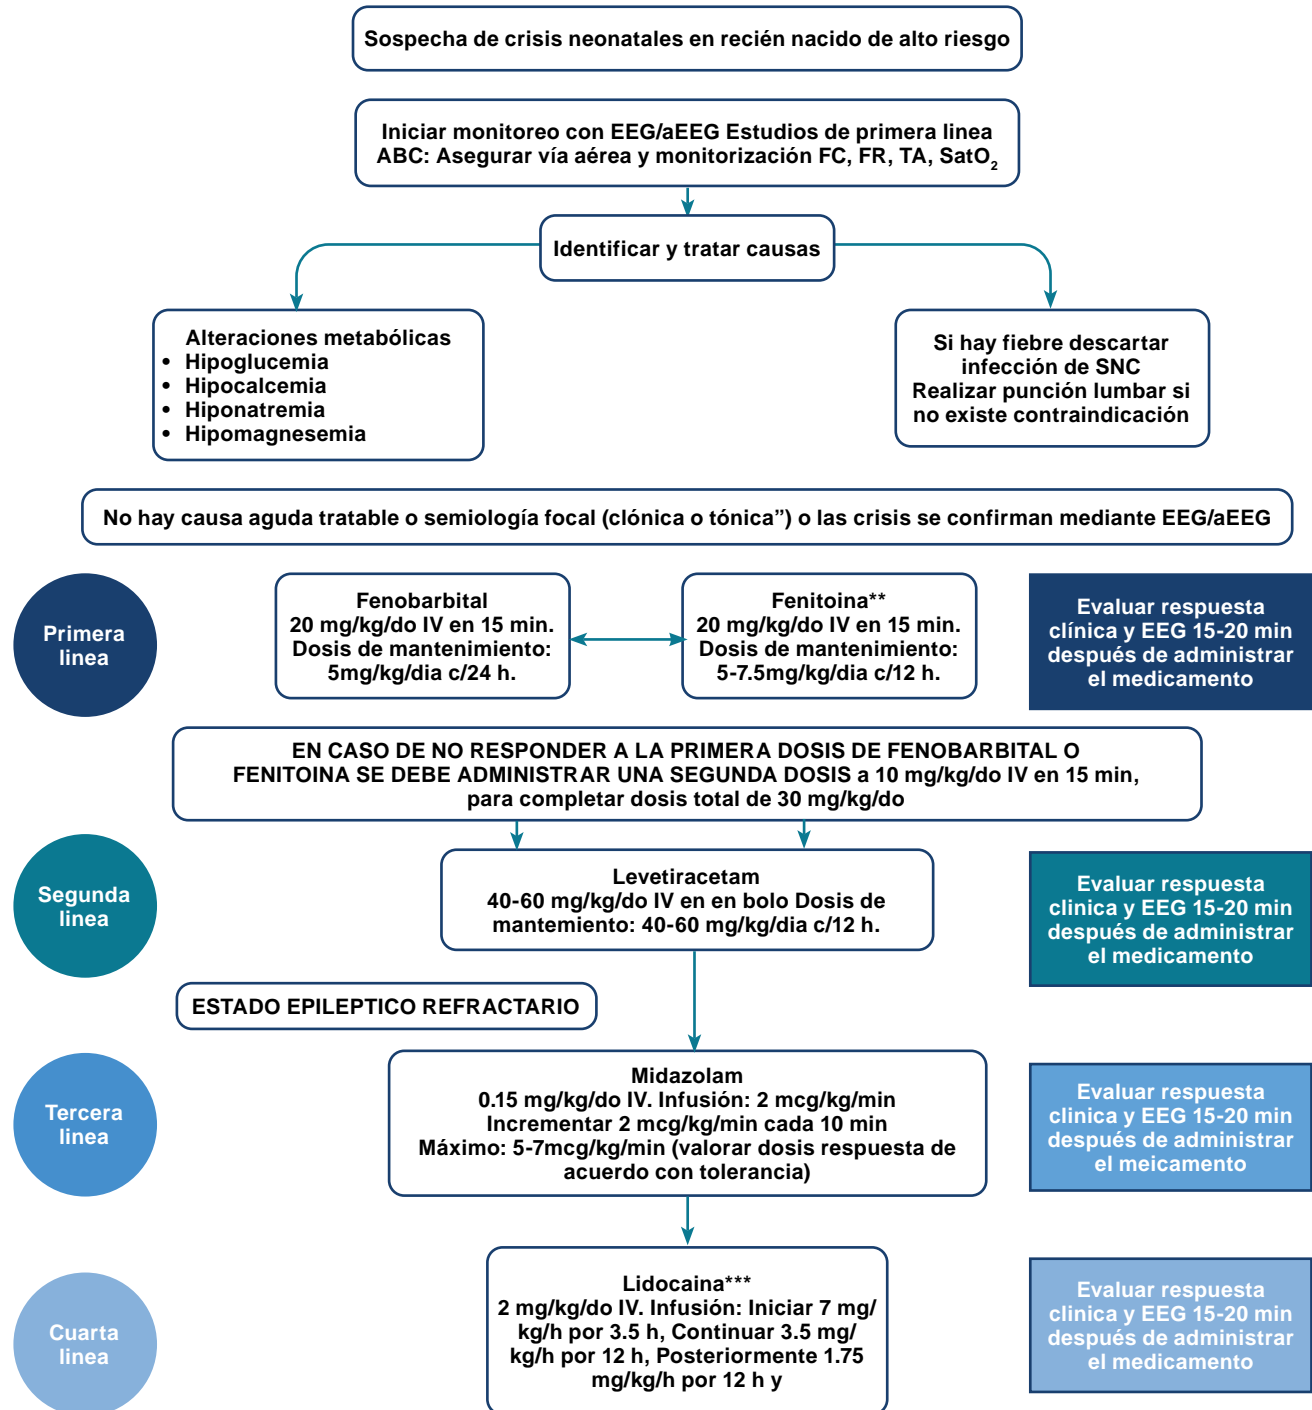 Sospecha de crisis neonatales en recién nacido de alto riesgo
Iniciar monitoreo con EEG/aEEG Estudios de primera linea
ABC: Asegurar vía aérea y monitorización FC, FR, TA, SatO2
Identificar y tratar causas
Alteraciones metabólicas
• Hipoglucemia
• Hipocalcemia
• Hiponatremia
• Hipomagnesemia
Si hay fiebre descartar
infección de SNC
Realizar punción lumbar si
no existe contraindicación
No hay causa aguda tratable o semiología focal (clónica o tónica”) o las crisis se confirman mediante EEG/aEEG
Primera
linea
Fenobarbital
20 mg/kg/do IV en 15 min.
Dosis de mantenimiento:
5mg/kg/dia c/24 h.
Fenitoina**
20 mg/kg/do IV en 15 min.
Dosis de mantenimiento:
5-7.5mg/kg/dia c/12 h.
Evaluar respuesta
clínica y EEG 15-20 min
después de administrar
el medicamento
EN CASO DE NO RESPONDER A LA PRIMERA DOSIS DE FENOBARBITAL O
FENITOINA SE DEBE ADMINISTRAR UNA SEGUNDA DOSIS a 10 mg/kg/do IV en 15 min,
para completar dosis total de 30 mg/kg/do
Segunda
linea
Levetiracetam
40-60 mg/kg/do IV en en bolo Dosis de
mantemiento: 40-60 mg/kg/dia c/12 h.
Evaluar respuesta
clinica y EEG 15-20 min
después de administrar
el medicamento
ESTADO EPILEPTICO REFRACTARIO
Tercera
linea
Midazolam
0.15 mg/kg/do IV. Infusión: 2 mcg/kg/min
Incrementar 2 mcg/kg/min cada 10 min
Máximo: 5-7mcg/kg/min (valorar dosis respuesta de
acuerdo con tolerancia)
Evaluar respuesta
clinica y EEG 15-20 min
después de administrar
el meicamento
Cuarta
linea
Lidocaina***
2 mg/kg/do IV. Infusión: Iniciar 7 mg/
kg/h por 3.5 h, Continuar 3.5 mg/
kg/h por 12 h, Posteriormente 1.75
mg/kg/h por 12 h y
Evaluar respuesta
clinica y EEG 15-20 min
después de administrar
el medicamento